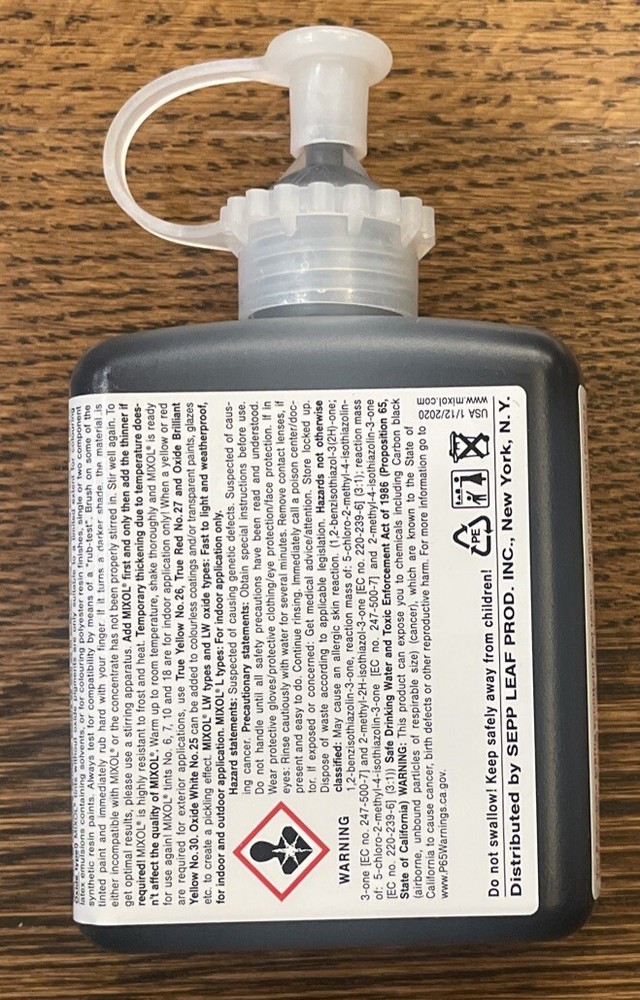 latex emulsions containing solvents, or for colouring polyester resin finishes, single or two component
synthetic resin paints. Always test for compatibility by means of a "rub-test". Brush on some of the
tinted paint and immediately rub hard with your finger. If it turns a darker shade, the material is
either incompatible with MIXOL® or the concentrate has not been properly stirred in. Stir well again. To
get optimal results, please use a stirring apparatus. Add MIXOL® first and only then add the thinner if
required! MIXOL® is highly resistant to frost and heat. Temporary thickening due to temperature does-
n't affect the quality of MIXOL®. Warm up to room temperature, shake thoroughly and MIXOL® is ready
for use again! MIXOL® tints No. 6, 7, 10 and 18 are for indoor application only! When a yellow or red
are required for exterior applications, use True Yellow No.26, True Red No.27 and Oxide Brilliant
Yellow No.30. Oxide White No.25 can be added to colourless coatings and/or transparent paints, glazes
etc. to create a pickling effect. MIXOL® LW types and LW oxide types: Fast to light and weatherproof,
for indoor and outdoor application. MIXOL® L types: For indoor application only.
Hazard statements: Suspected of causing genetic defects. Suspected of caus-
ing cancer. Precautionary statements: Obtain special instructions before use.
Do not handle until all safety precautions have been read and understood.
Wear protective gloves/protective clothing/eye protection/face protection. If in
eyes: Rinse cautiously with water for several minutes. Remove contact lenses, if
present and easy to do. Continue rinsing. Immediately call a poison center/doc-
tor. If exposed or concerned: Get medical advice/attention. Store locked up.
Dispose of waste according to applicable legislation. Hazards not otherwise
classified: May cause an allergic skin reaction. (1,2-benzisothiazol-3(2H)-one;
1,2-benzisothiazolin-3-one, reaction mass of: 5-chloro-2-methyl-4-isothiazolin-
WARNING
3-one [EC no. 247-500-7] and 2-methyl-2H-isothiazol-3-one [EC no. 220-239-6] (3:1); reaction mass
of: 5-chloro-2-methyl-4-isothiazolin-3-one [EC no. 247-500-7] and 2-methyl-4-isothiazolin-3-one
[EC no. 220-239-6] (3:1)) Safe Drinking Water and Toxic Enforcement Act of 1986 (Proposition 65,
State of California) WARNING: This product can expose you to chemicals including Carbon black
(airborne, unbound particles of respirable size) (cancer), which are known to the State of
California to cause cancer, birth defects or other reproductive harm. For more information go to
www.P65Warnings.ca.gov.
www.mixol.com
USA 1/12/2020
PE
Do not swallow! Keep safely away from children!
Distributed by SEPP LEAF PROD. INC., New York, N.Y.